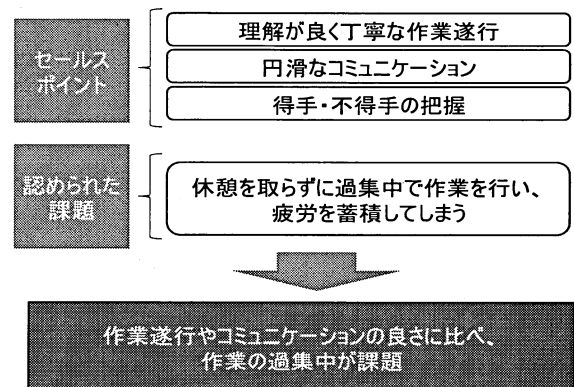 セールス
ポイント
理解が良く丁寧な作業遂行
円滑なコミュニケーション
得手・不得手の把握
認められた
課題
休憩を取らずに過集中で作業を行い、
疲労を蓄積してしまう
作業遂行やコミュニケーションの良さに比べ、
作業の過集中が課題